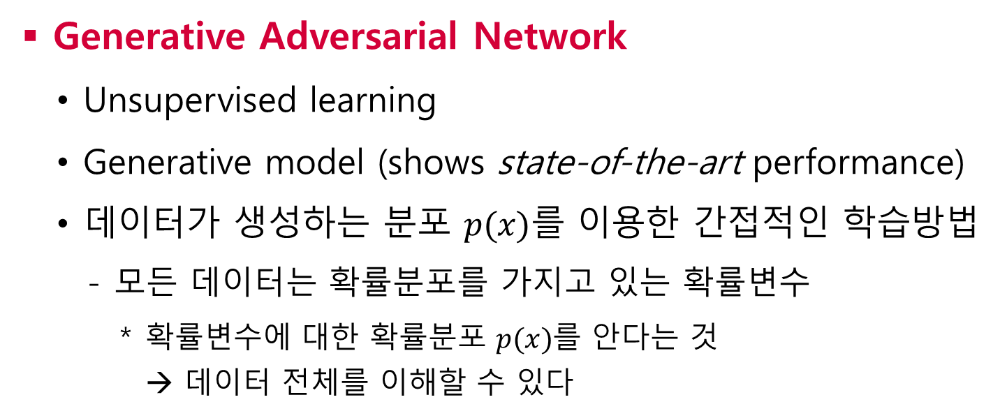 ▪ Generative Adversarial Network
• Unsupervised learning
• Generative model (shows state-of-the-art performance)
• 데이터가 생성하는 분포 p(x)를 이용한 간접적인 학습방법
- 모든 데이터는 확률분포를 가지고 있는 확률변수
* 확률변수에 대한 확률분포 p(x)를 안다는 것
→ 데이터 전체를 이해할 수 있다